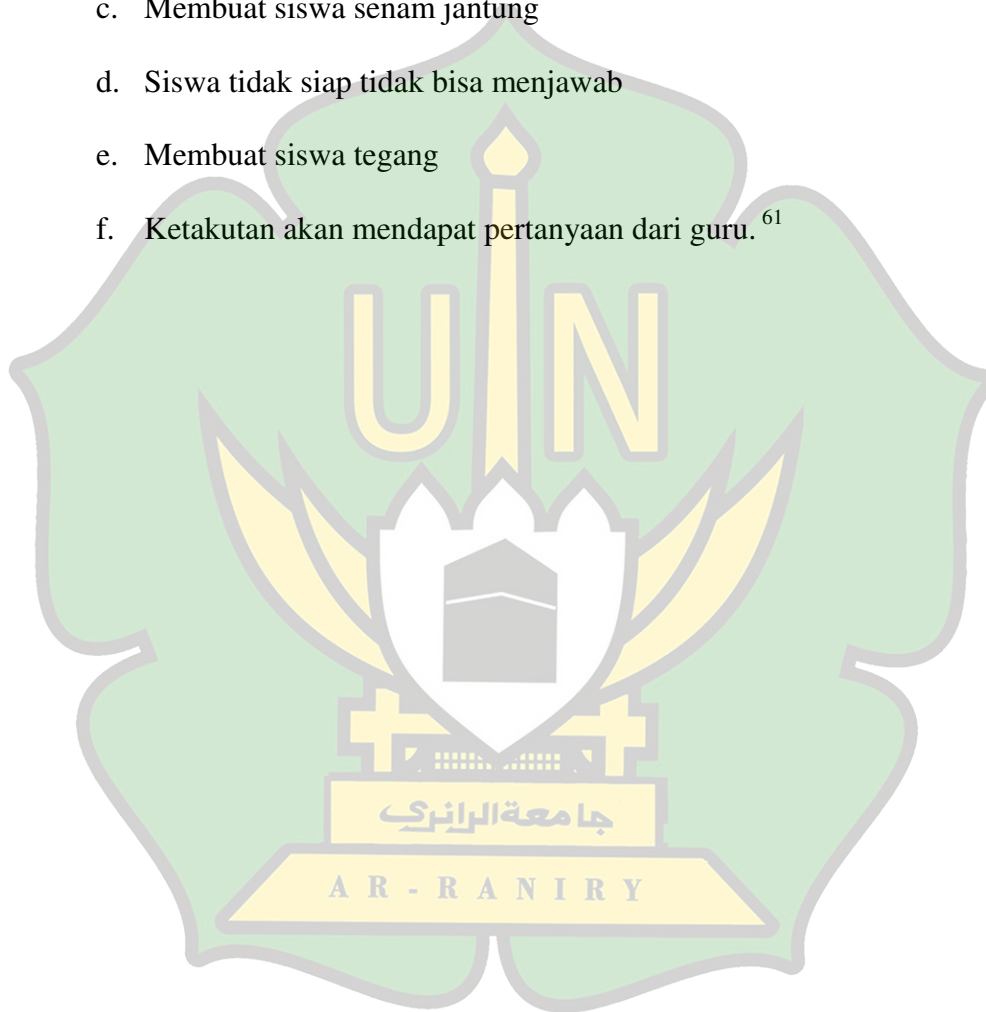 c. Membuat siswa senam jantung
d. Siswa tidak siap tidak bisa menjawab
e. Membuat siswa tegang
f. Ketakutan akan mendapat pertanyaan dari guru. 61
UIN
جامعة الرانري
AR-RANIRY